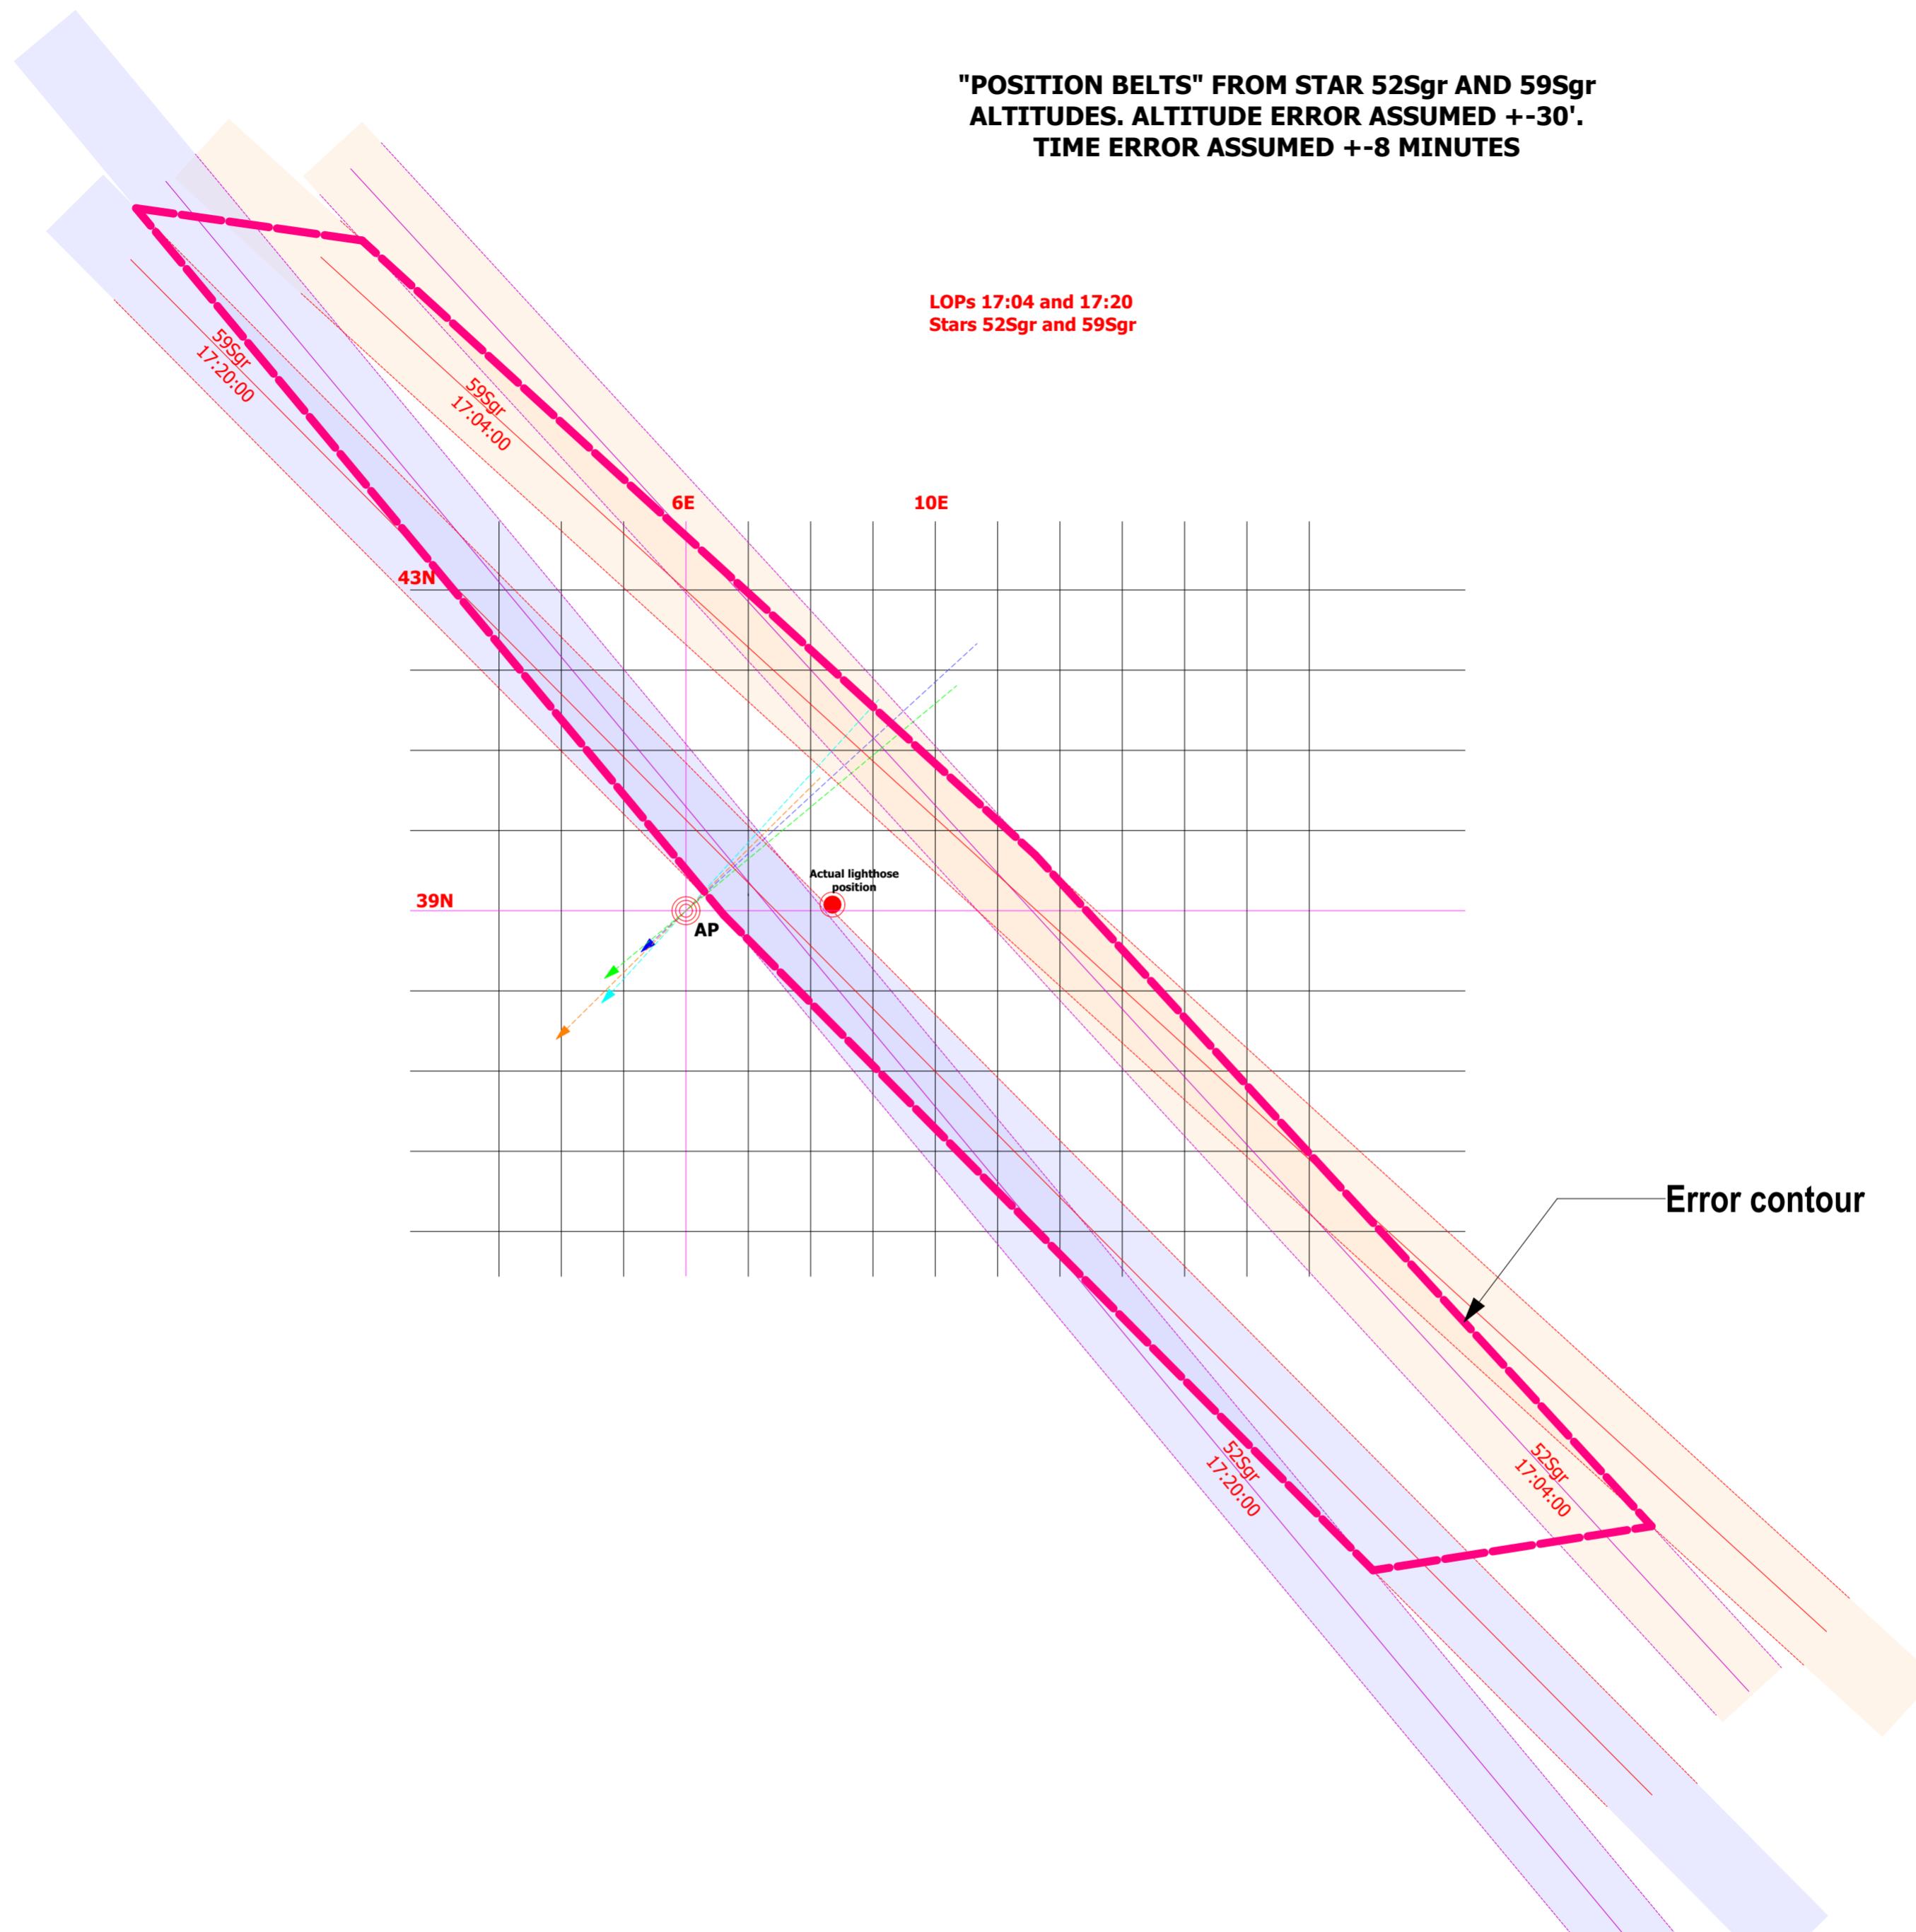 "POSITION BELTS" FROM STAR 52Sgr AND 59Sgr
ALTITUDES. ALTITUDE ERROR ASSUMED +-30'.
TIME ERROR ASSUMED +-8 MINUTES
LOPs 17:04 and 17:20
Stars 52Sgr and 59Sgr
59Sgr
17:20:00
59Sgr
17:04:00
6E
10E
43N
Actual lighthose
position
39N
AP
Error contour
52Sgr
17:20:00
52Sgr
17:04:00